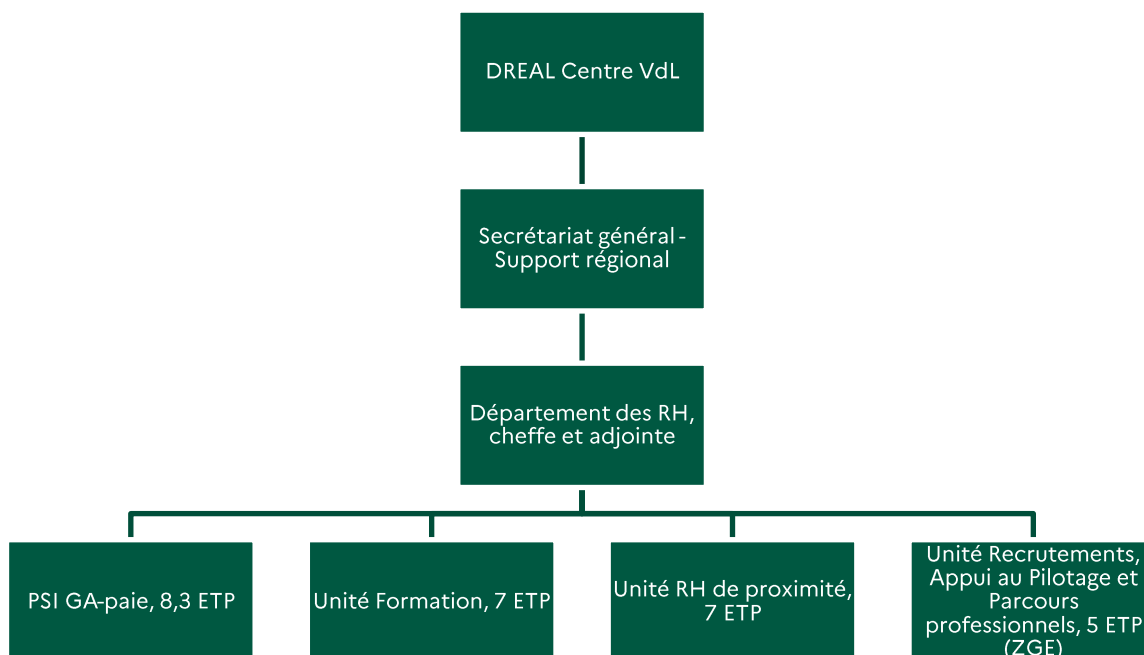 DREAL Centre VdL
Secrétariat général -
Support régional
Département des RH,
cheffe et adjointe
PSI GA-paie, 8,3 ETP
Unité Formation, 7 ETP
Unité RH de proximité,
7 ETP
Unité Recrutements,
Appui au Pilotage et
Parcours
professionnels, 5 ETP
(ZGE)